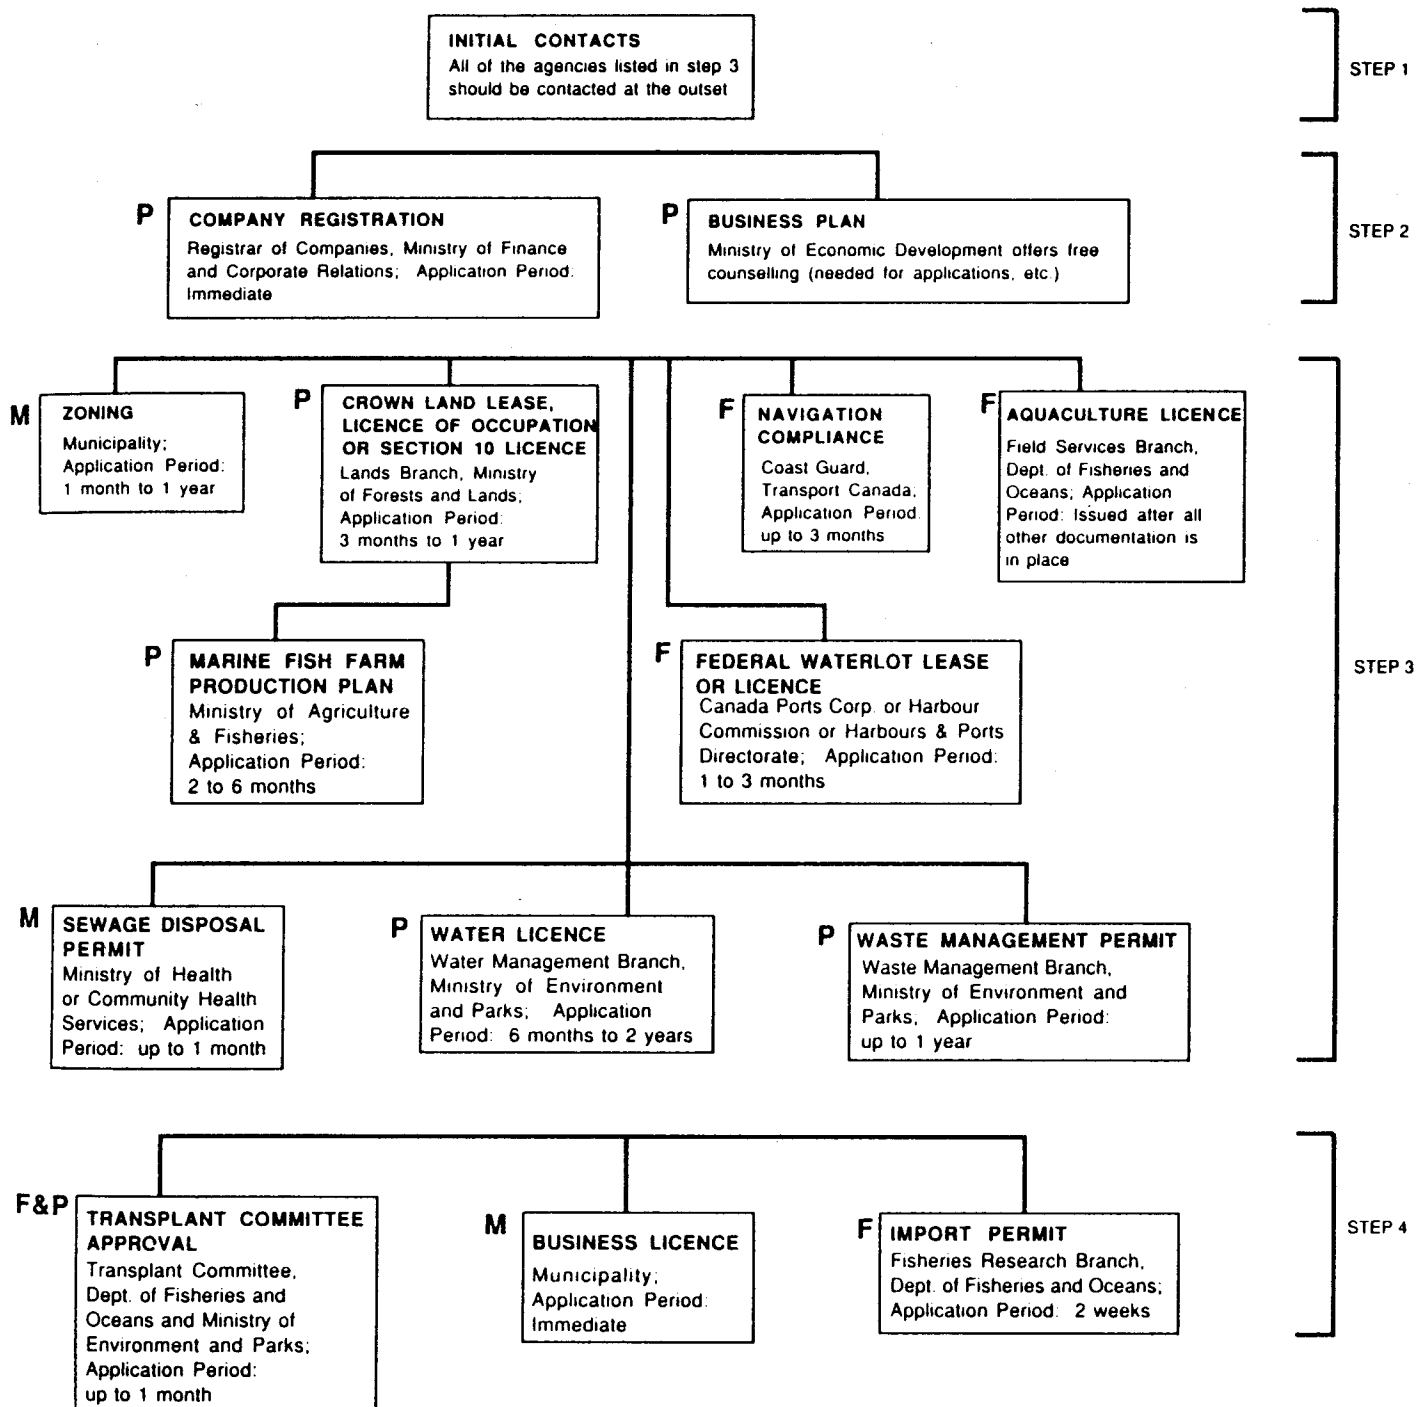 INITIAL CONTACTS
All of the agencies listed in step 3
should be contacted at the outset
STEP 1
P
COMPANY REGISTRATION
Registrar of Companies, Ministry of Finance
and Corporate Relations; Application Period:
Immediate
P
BUSINESS PLAN
Ministry of Economic Development offers free
counselling (needed for applications, etc.)
STEP 2
M
ZONING
Municipality;
Application Period:
1 month to 1 year
P
CROWN LAND LEASE,
LICENCE OF OCCUPATION
OR SECTION 10 LICENCE
Lands Branch, Ministry
of Forests and Lands;
Application Period:
3 months to 1 year
F
NAVIGATION
COMPLIANCE
Coast Guard,
Transport Canada;
Application Period:
up to 3 months
F
AQUACULTURE LICENCE
Field Services Branch,
Dept. of Fisheries and
Oceans; Application
Period: Issued after all
other documentation is
in place
P
MARINE FISH FARM
PRODUCTION PLAN
Ministry of Agriculture
& Fisheries;
Application Period:
2 to 6 months
F
FEDERAL WATERLOT LEASE
OR LICENCE
Canada Ports Corp. or Harbour
Commission or Harbours & Ports
Directorate; Application Period:
1 to 3 months
STEP 3
M
SEWAGE DISPOSAL
PERMIT
Ministry of Health
or Community Health
Services; Application
Period: up to 1 month
P
WATER LICENCE
Water Management Branch,
Ministry of Environment
and Parks; Application
Period: 6 months to 2 years
P
WASTE MANAGEMENT PERMIT
Waste Management Branch,
Ministry of Environment and
Parks; Application Period:
up to 1 year
F&P
TRANSPLANT COMMITTEE
APPROVAL
Transplant Committee,
Dept. of Fisheries and
Oceans and Ministry of
Environment and Parks;
Application Period:
up to 1 month
M
BUSINESS LICENCE
Municipality;
Application Period:
Immediate
F
IMPORT PERMIT
Fisheries Research Branch,
Dept. of Fisheries and Oceans;
Application Period: 2 weeks
STEP 4